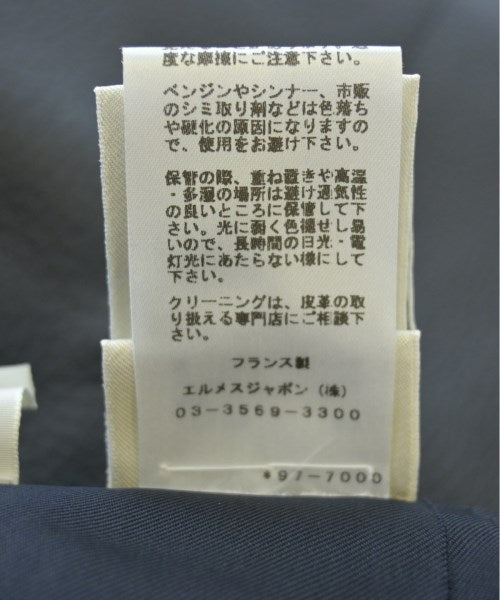 度な摩擦にご注意下さい。
ベンジンやシンナー、市販
のシミ取り剤などは色落ち
や硬化の原因になりますの
で、使用をお避け下さい。
保管の際、重ね置きや高温
・多湿の場所は避け通気性
の良いところに保管して下
さい。光に弱く色褪せし易
いので、長時間の日光・電
灯光にあたらない様にして
下さい。
クリーニングは、皮革の取
り扱える専門店にご相談下
さい。
フランス製
エルメスジャポン(株)
03-3569-3300
*97-7000